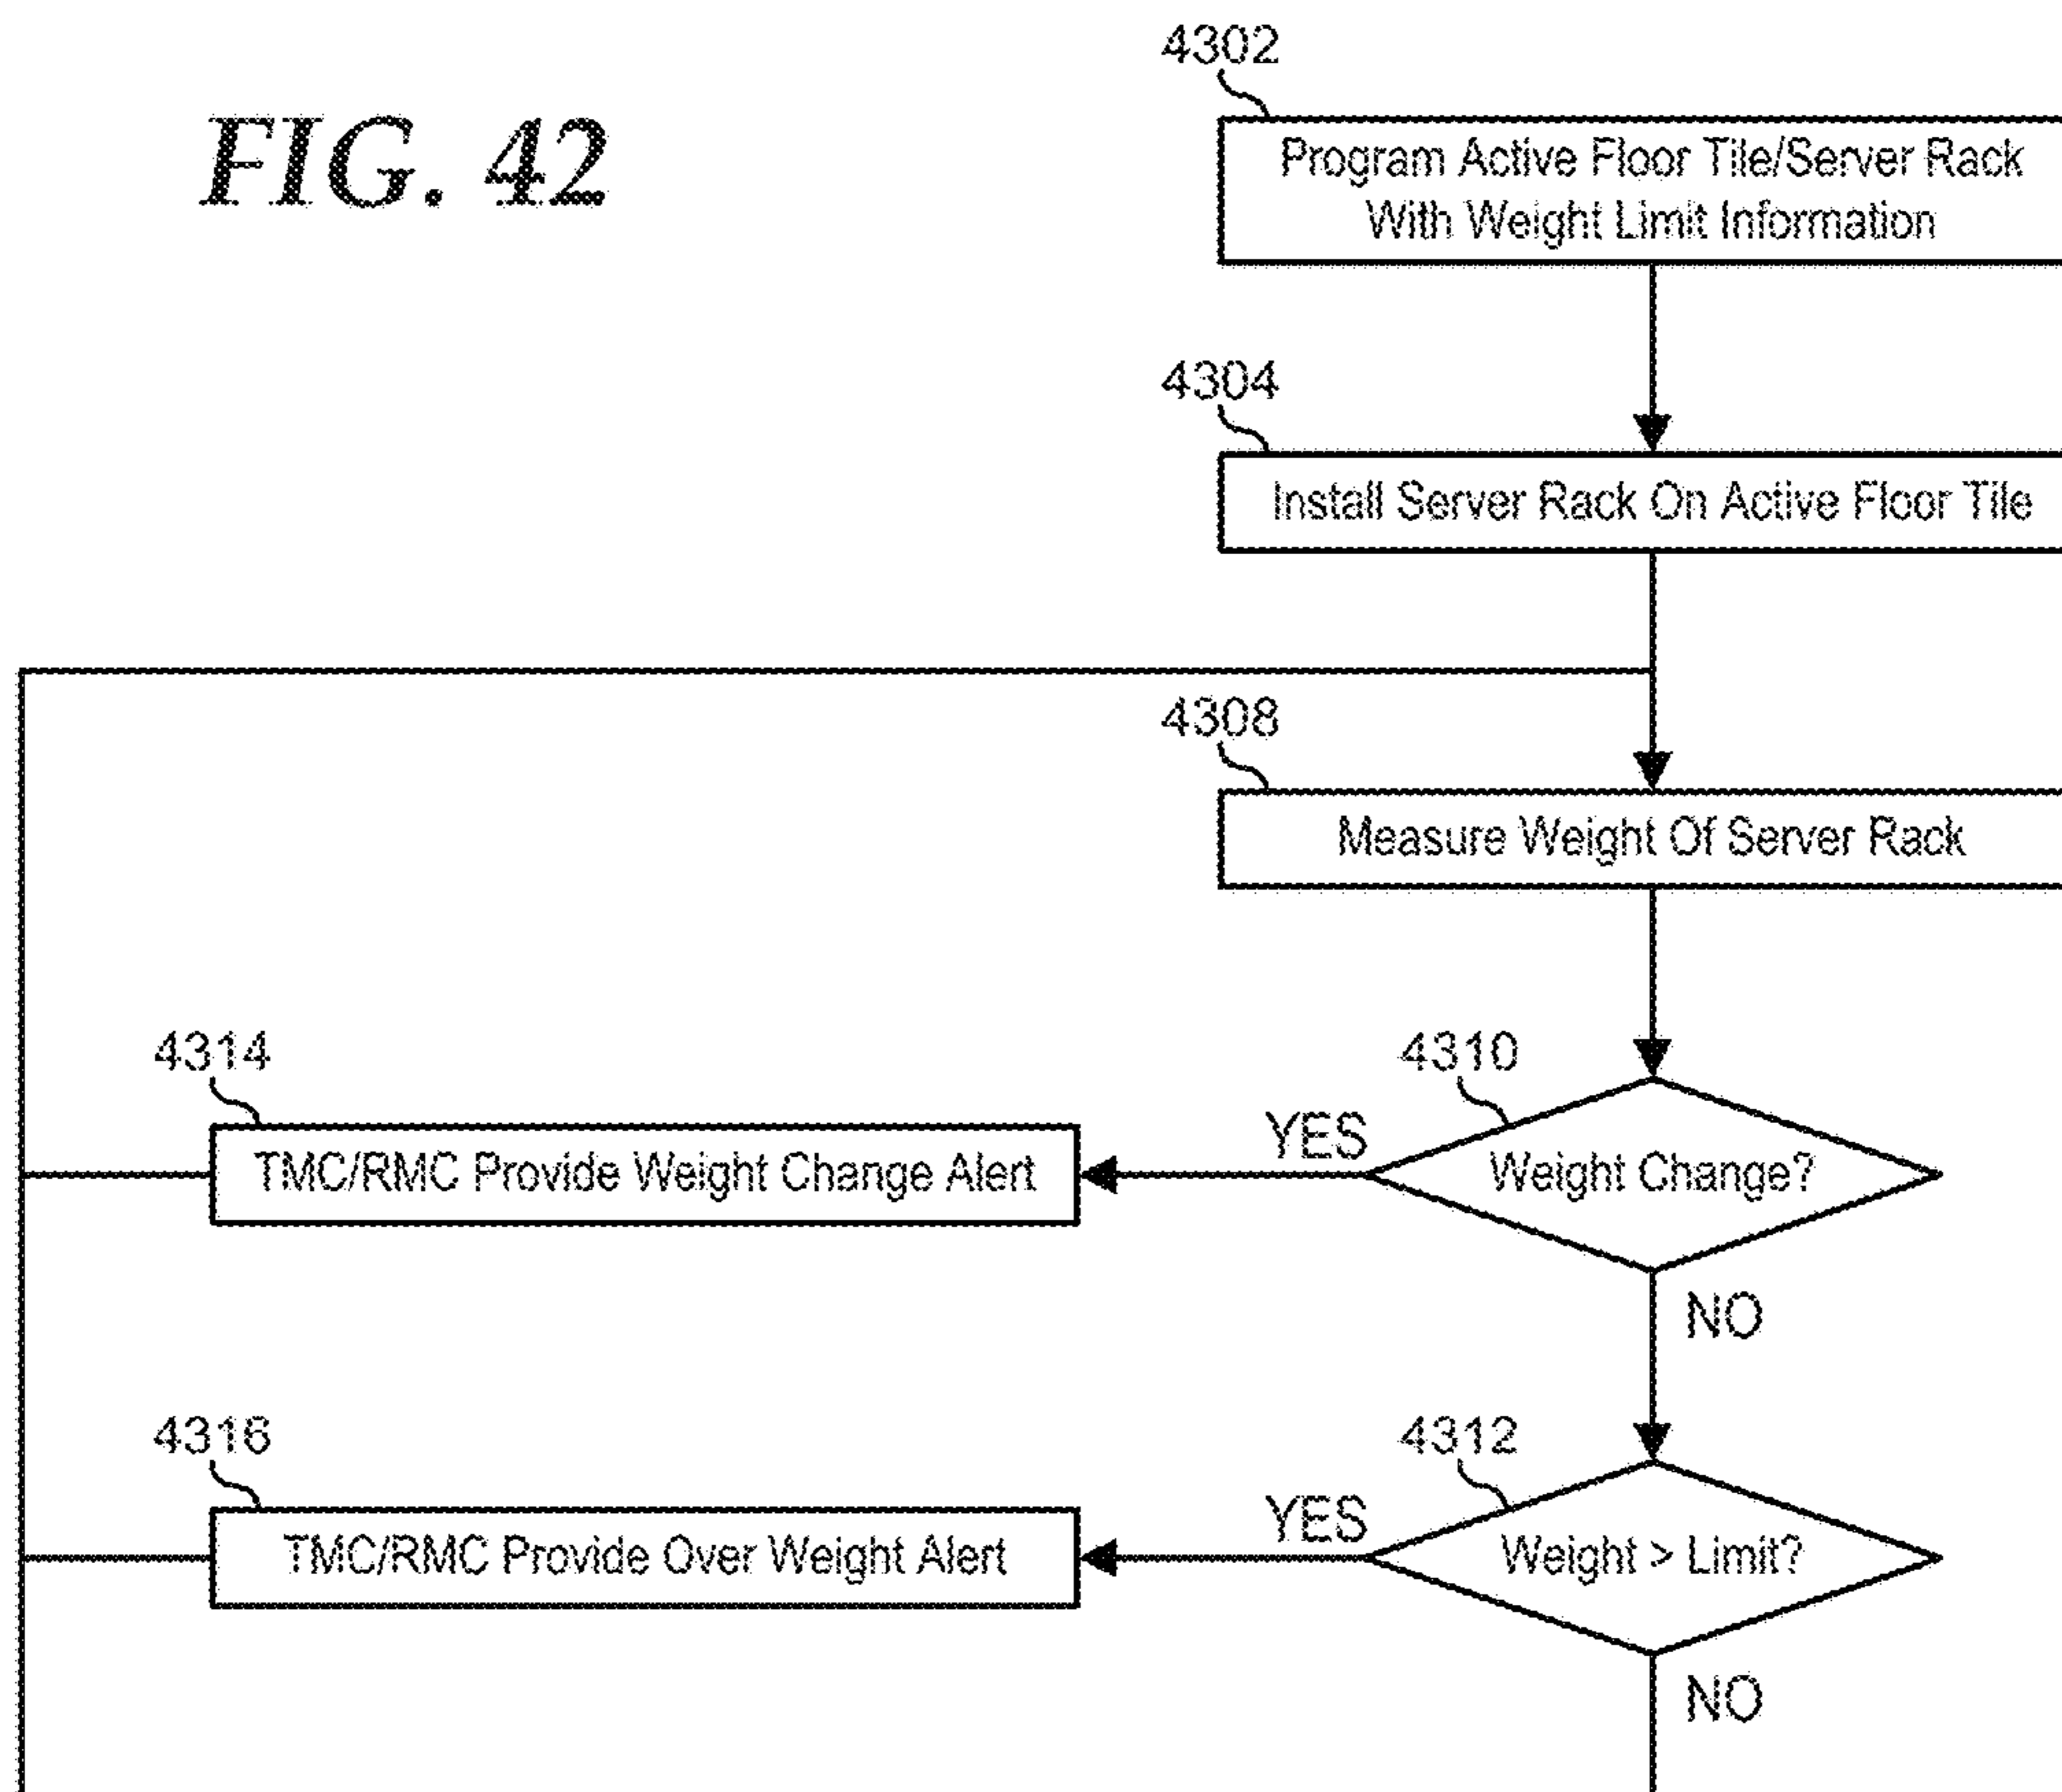 FIG. 42
4302
Program Active Floor Tile/Server Rack
With Weight Limit Information
4304
Install Server Rack On Active Floor Tile
4308
Measure Weight Of Server Rack
4314
4310
TMC/RMC Provide Weight Change Alert
YES
Weight Change?
NO
4316
4312
TMC/RMC Provide Over Weight Alert
YES
Weight > Limit?
NO